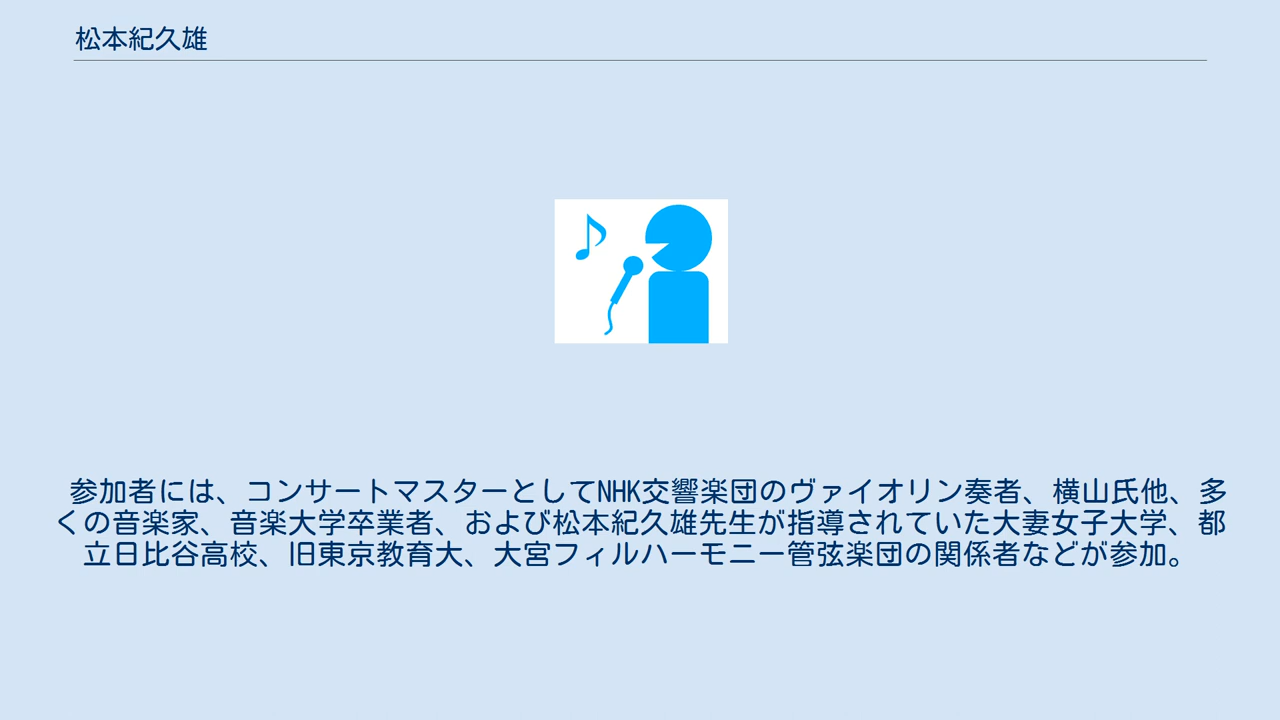 松本紀久雄
参加者には、コンサートマスターとしてNHK交響楽団のヴァイオリン奏者、横山氏他、多
くの音楽家、音楽大学卒業者、および松本紀久雄先生が指導されていた大妻女子大学、都
立日比谷高校、旧東京教育大、大宮フィルハーモニー管弦楽団の関係者などが参加。